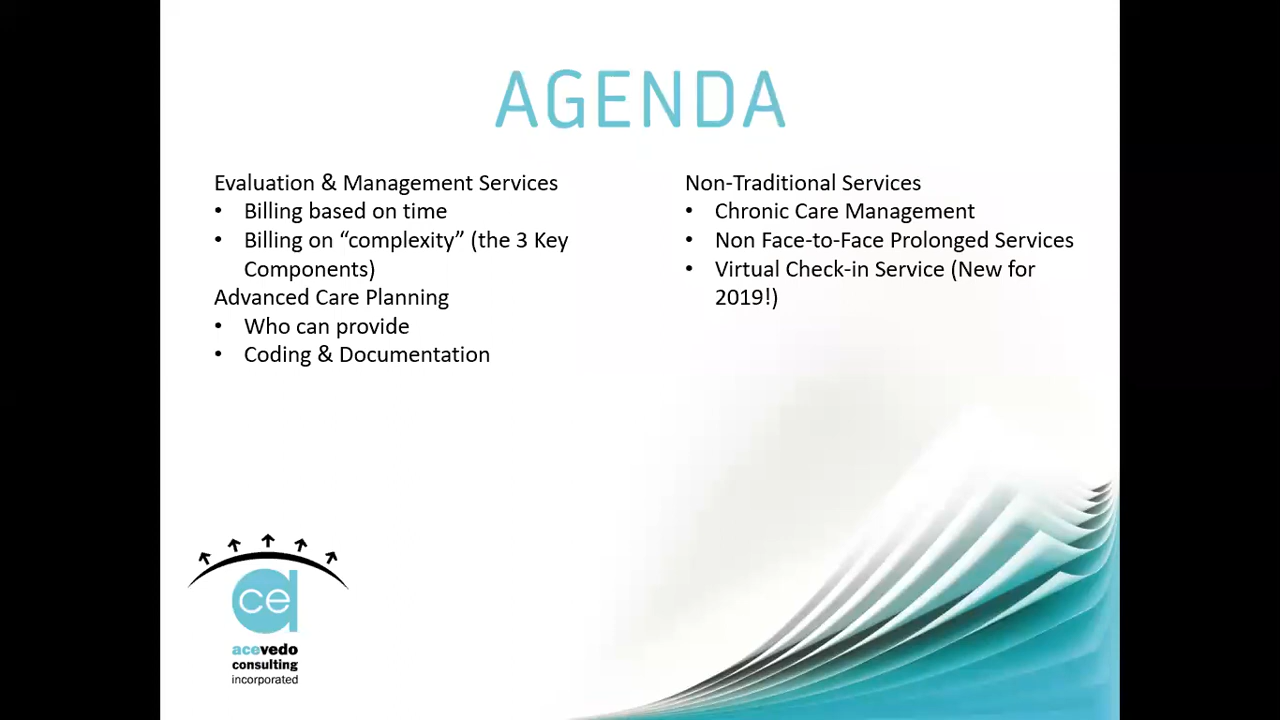 AGENDA
Evaluation & Management Services
• Billing based on time
• Billing on “complexity” (the 3 Key
Components)
Advanced Care Planning
• Who can provide
• Coding & Documentation
Non-Traditional Services
• Chronic Care Management
• Non Face-to-Face Prolonged Services
• Virtual Check-in Service (New for
2019!)
ce
acevedo
consulting
incorporated